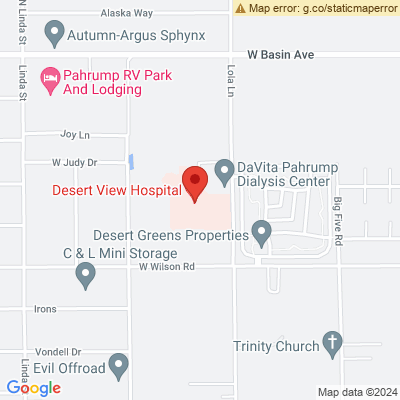 Alaska Way
Map error: g.co/staticmaperror
N Linda St
Autumn-Argus Sphynx
W Basin Ave
Pahrump RV Park
And Lodging
Linda St
Lola Ln
Joy Ln
W Judy Dr
DaVita Pahrump
Dialysis Center
Desert View Hospital
Big Five Rd
Desert Greens Properties
C & L Mini Storage
W Wilson Rd
Irons
Trinity Church
Vondell Dr
Evil Offroad
Linda
Google
Map data ©2024